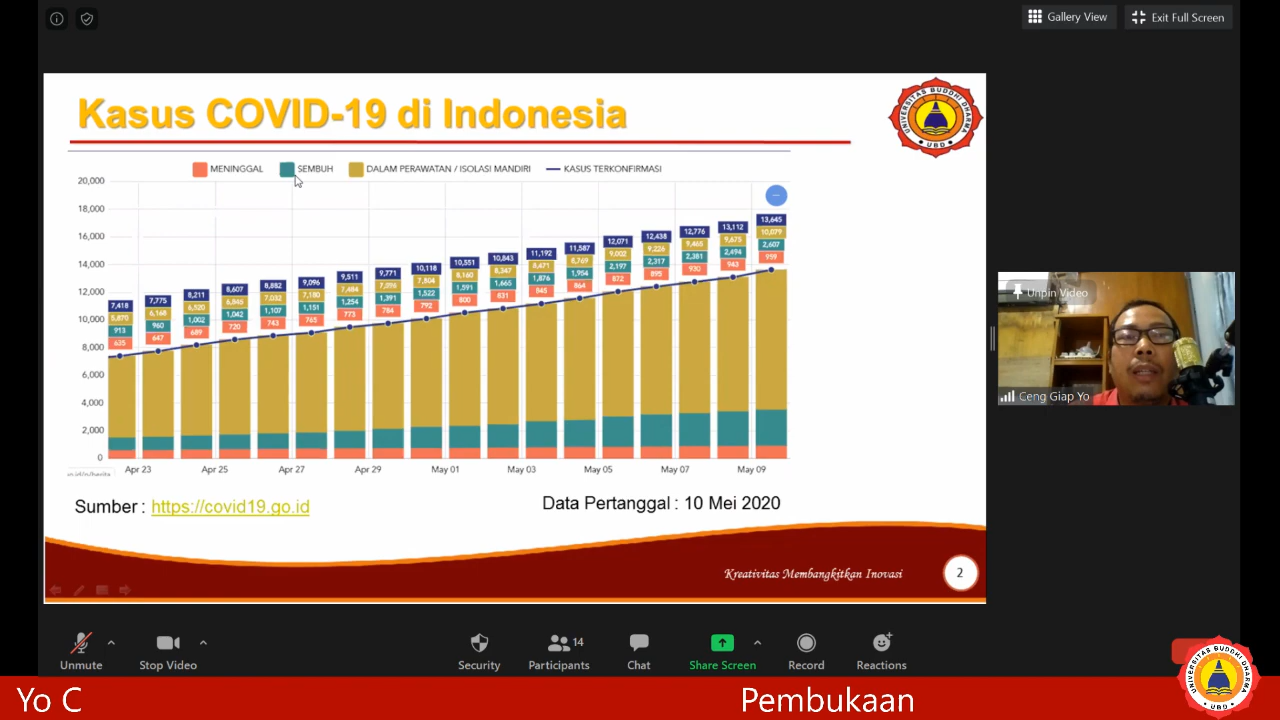 Gallery View
Exit Full Screen
Kasus COVID-19 di Indonesia
UNIVERSITAS BUDDHI DHARMA
UBD
MENINGGAL SEMBUH DALAM PERAWATAN / ISOLASI MANDIRI KASUS TERKONFIRMASI
20,000
18,000
16,000
14,000
12,000
10,000
8,000
6,000
4,000
2,000
0
7,418 7,775 8,211 8,607 8,882 9,096 9,511 9,771 10,118 10,551 10,843 11,192 11,587 12,071 12,438 12,776 13,112 13,645
5,870 6,168 6,520 6,845 7,032 7,180 7,484 7,596 7,804 8,160 8,347 8,471 8,769 9,002 9,226 9,465 9,675 10,079
913 960 1,002 1,042 1,107 1,151 1,254 1,391 1,522 1,591 1,665 1,876 1,954 2,197 2,317 2,381 2,494 2,607
635 647 689 720 743 765 773 784 792 800 831 845 864 872 895 930 943 959
Apr 23 Apr 25 Apr 27 Apr 29 May 01 May 03 May 05 May 07 May 09
Sumber : https://covid19.go.id
Data Pertanggal : 10 Mei 2020
Kreativitas Membangkitkan Inovasi
2
Unpin Video
Ceng Giap Yo
Unmute
Stop Video
Security
14
Participants
Chat
Share Screen
Record
Reactions
Yo C
Pembukaan
UNIVERSITAS BUDDHI DHARMA
UBD